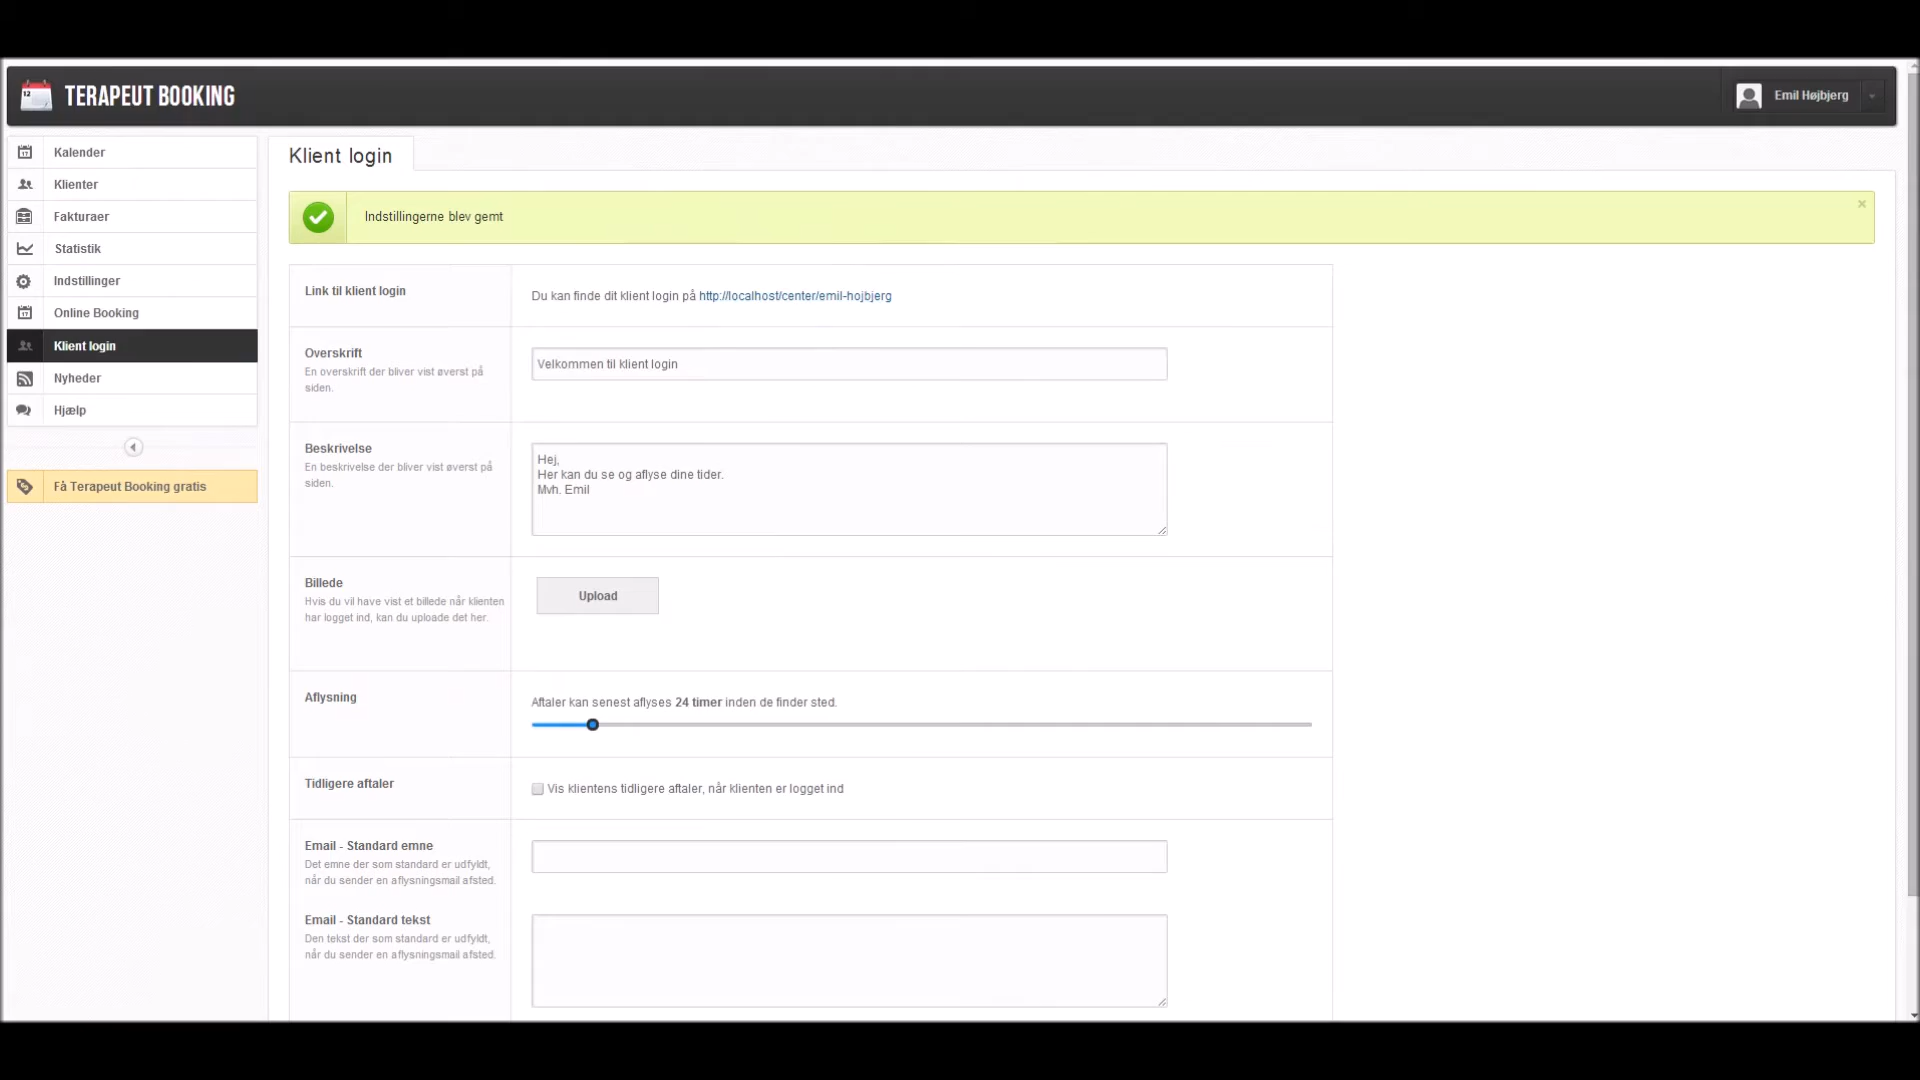 TERAPEUT BOOKING
Emil Højbjerg
Kalender
Klienter
Fakturaer
Statistik
Indstillinger
Online Booking
Klient login
Nyheder
Hjælp
Få Terapeut Booking gratis
Klient login
Indstillingerne blev gemt
Link til klient login
Du kan finde dit klient login på http://localhost/center/emil-hojbjerg
Overskrift
En overskrift der bliver vist øverst på
siden.
Velkommen til klient login
Beskrivelse
En beskrivelse der bliver vist øverst på
siden.
Hej,
Her kan du se og aflyse dine tider.
Mvh. Emil
Billede
Hvis du vil have vist et billede når klienten
har logget ind, kan du uploade det her.
Upload
Aflysning
Aftaler kan senest aflyses 24 timer inden de finder sted.
Tidligere aftaler
Vis klientens tidligere aftaler, når klienten er logget ind
Email - Standard emne
Det emne der som standard er udfyldt,
når du sender en aflysningsmail afsted.
Email - Standard tekst
Den tekst der som standard er udfyldt,
når du sender en aflysningsmail afsted.